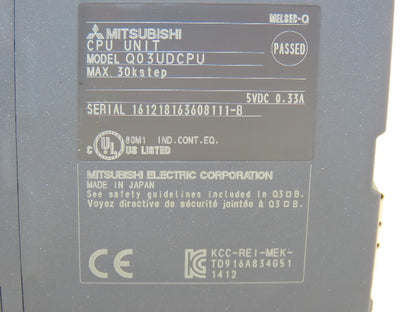 MELSEC-Q
MITSUBISHI
CPU UNIT
MODEL Q03UDCPU
MAX 30kstep
PASSED
5VDC 0.33A
SERIAL 161218163608111-B
C UL US LISTED
80M1 IND.CONT.EQ.
MITSUBISHI ELECTRIC CORPORATION
MADE IN JAPAN
See safety guidelines included in Q3□B.
Voyez directive de sécurité jointée à Q3□B.
CE
KCC-REI-MEK-
TD916A834G51
1412